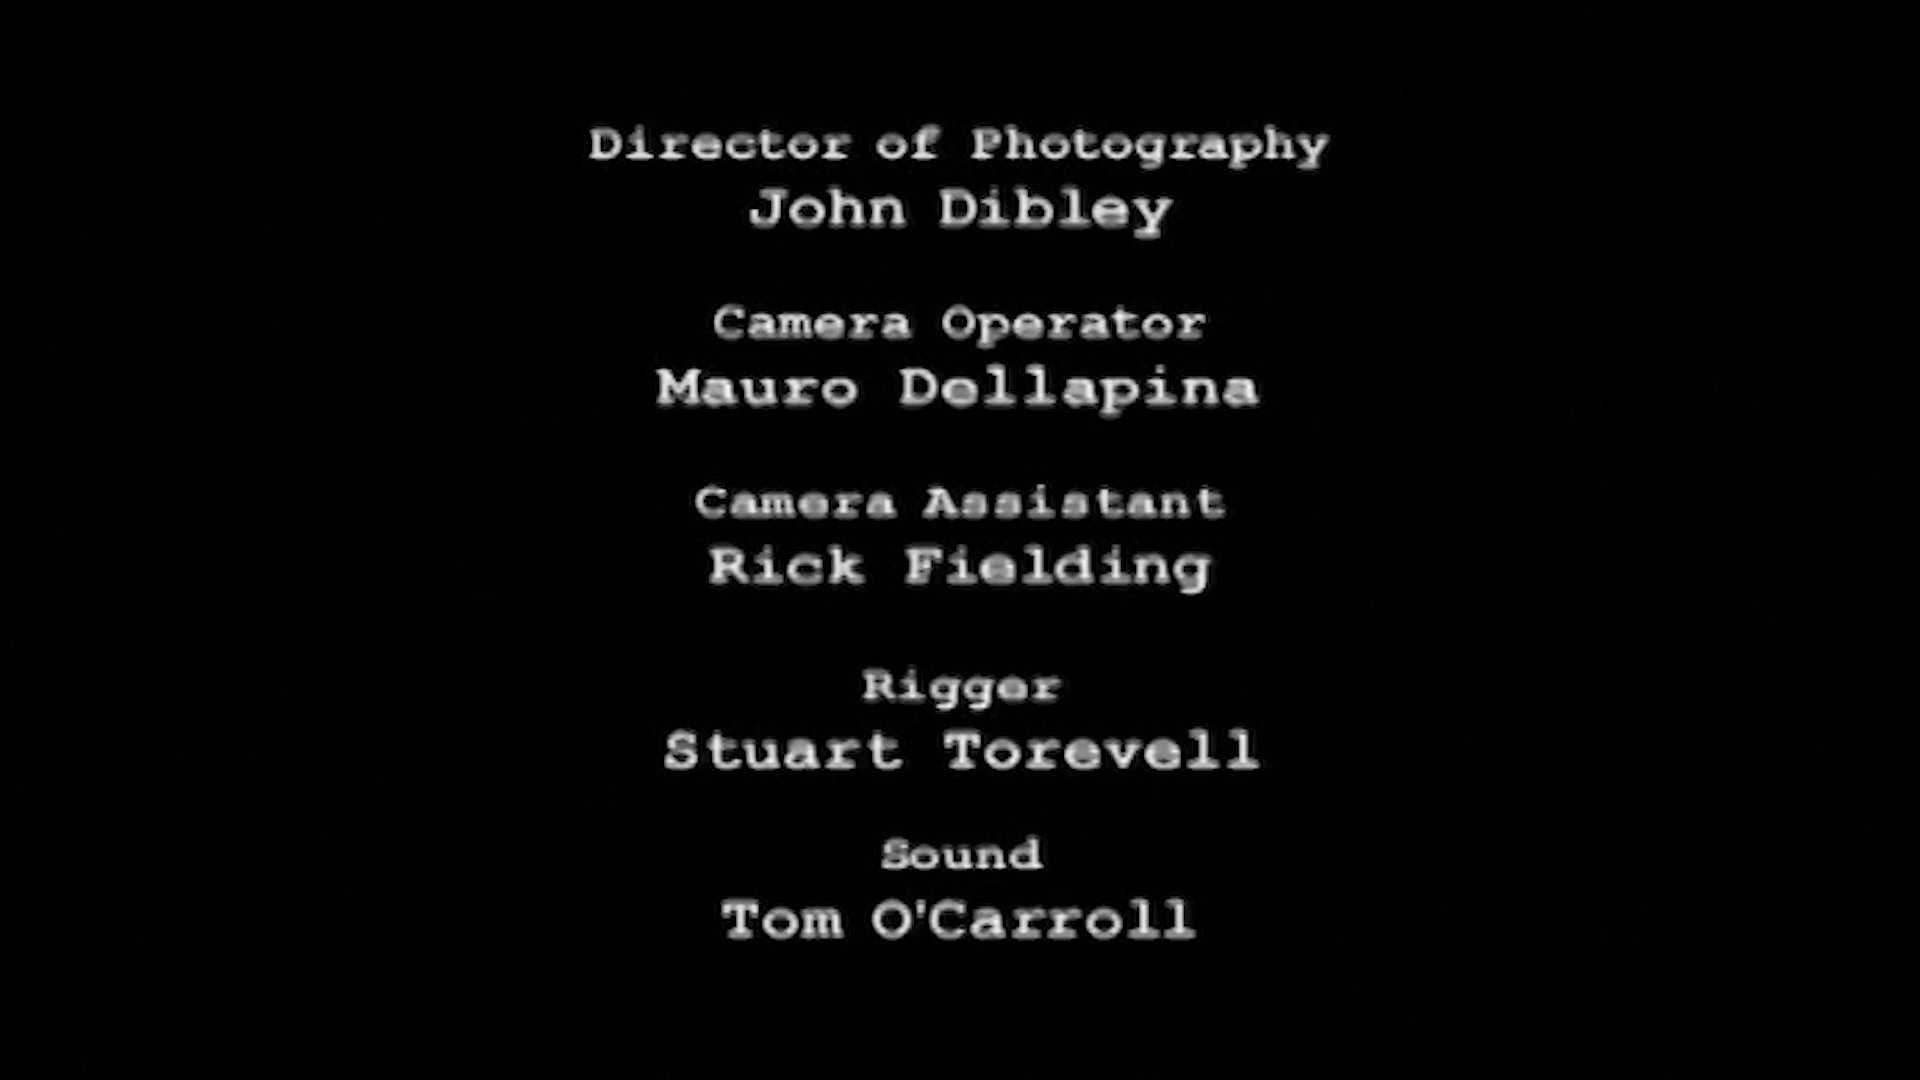 Director of Photography
John Dibley
Camera Operator
Mauro Dellapina
Camera Assistant
Rick Fielding
Rigger
Stuart Torevell
Sound
Tom O'Carroll